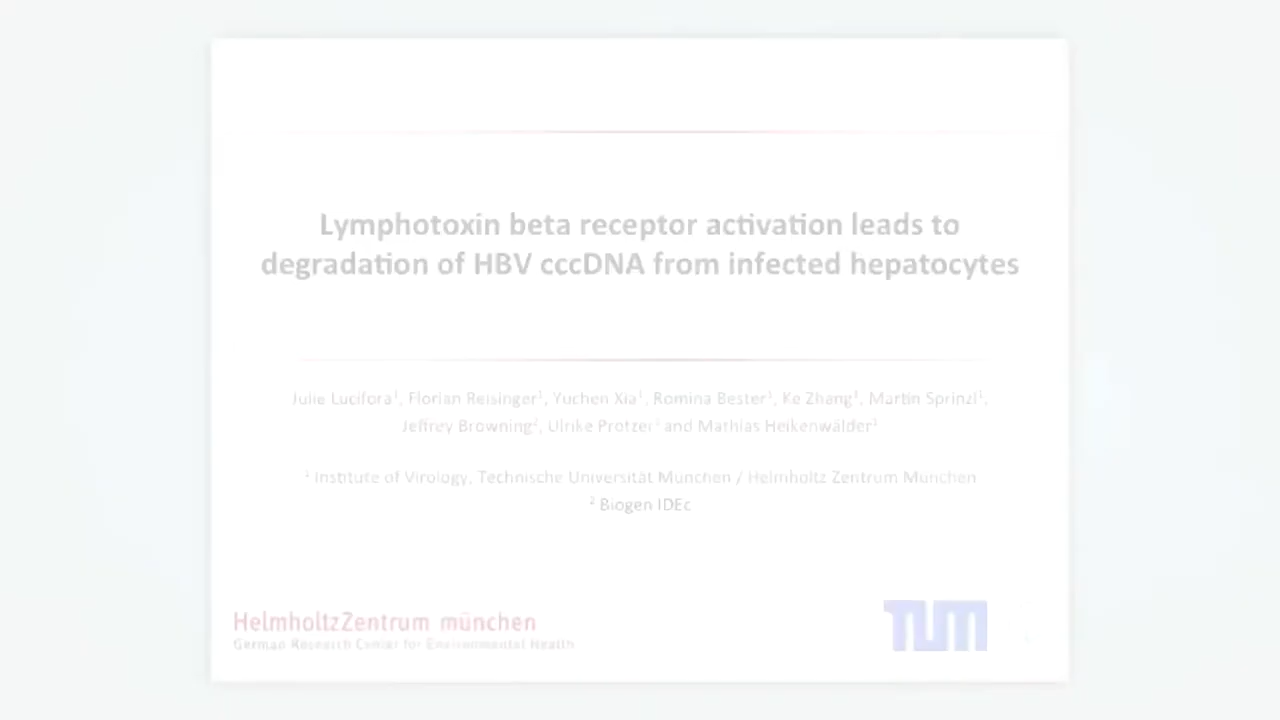 Lymphotoxin beta receptor activation leads to
degradation of HBV cccDNA from infected hepatocytes
Julie Lucifora¹, Florian Reisinger¹, Yuchen Xia¹, Romina Bester¹, Ke Zhang¹, Martin Sprinzl¹,
Jeffrey Browning², Ulrike Protzer¹ and Mathias Heikenwälder¹
¹ Institute of Virology, Technische Universität München / Helmholtz Zentrum München
² Biogen IDEc
HelmholtzZentrum münchen
German Research Center for Environmental Health
TUM